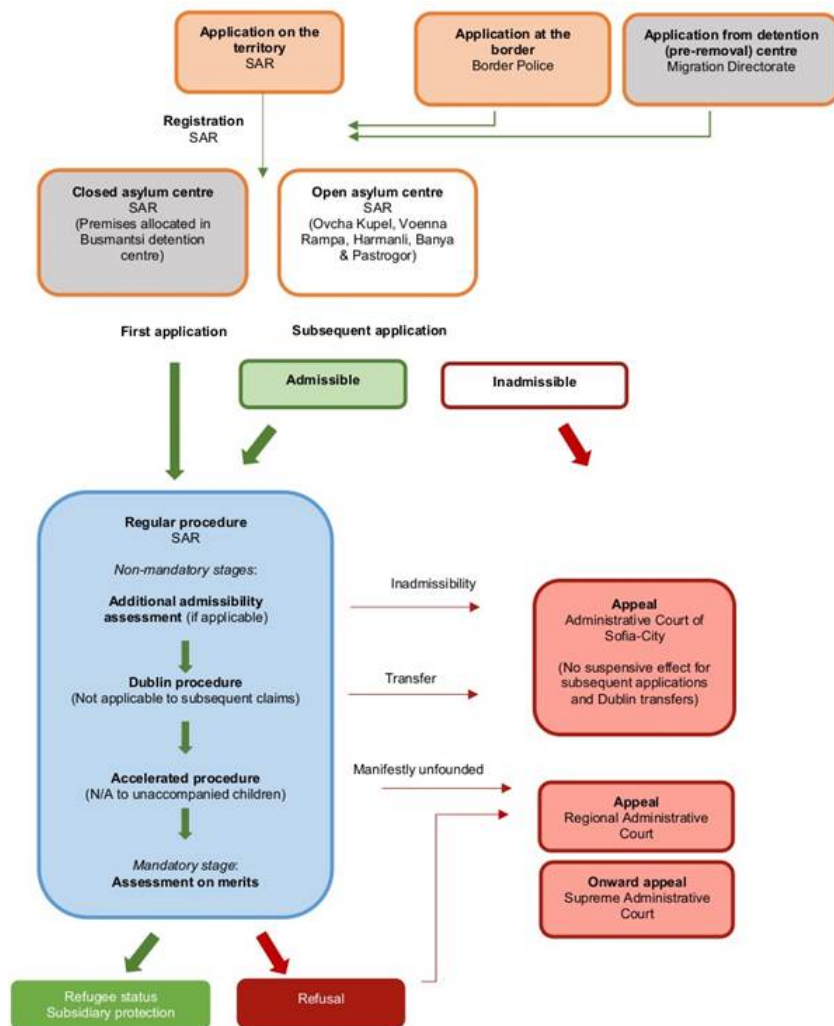 Application on the
territory
SAR
Application at the
border
Border Police
Application from detention
(pre-removal) centre
Migration Directorate
Registration
SAR
Closed asylum centre
SAR
(Premises allocated in
Busmantsi detention
centre)
Open asylum centre
SAR
(Ovcha Kupel, Voenna
Rampa, Harmanli, Banya
& Pastrogor)
First application
Subsequent application
Admissible
Inadmissible
Regular procedure
SAR
Non-mandatory stages:
Additional admissibility
assessment (if applicable)
Dublin procedure
(Not applicable to subsequent claims)
Accelerated procedure
(N/A to unaccompanied children)
Mandatory stage:
Assessment on merits
Inadmissibility
Transfer
Manifestly unfounded
Appeal
Administrative Court of
Sofia-City
(No suspensive effect for
subsequent applications
and Dublin transfers)
Appeal
Regional Administrative
Court
Onward appeal
Supreme Administrative
Court
Refugee status
Subsidiary protection
Refusal